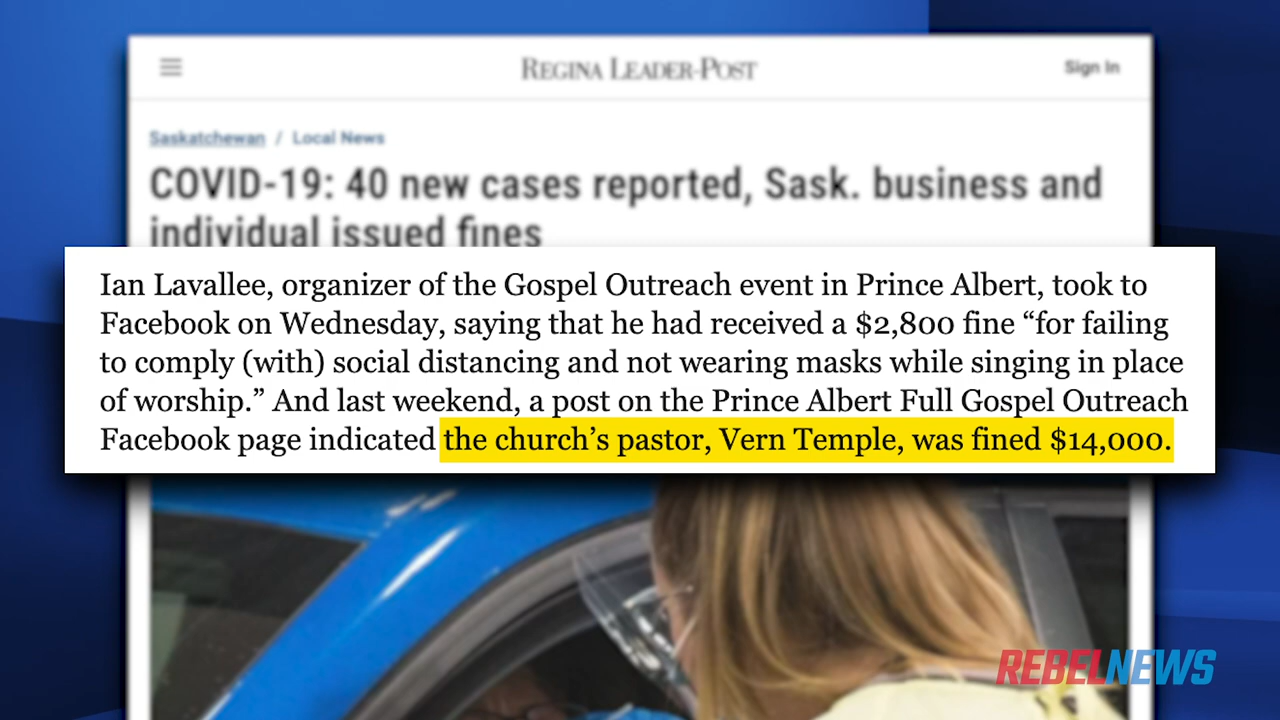 REGINA LEADER-POST
Sign In
Saskatchewan / Local News
COVID-19: 40 new cases reported, Sask. business and
individual issued fines
Ian Lavallee, organizer of the Gospel Outreach event in Prince Albert, took to
Facebook on Wednesday, saying that he had received a $2,800 fine “for failing
to comply (with) social distancing and not wearing masks while singing in place
of worship.” And last weekend, a post on the Prince Albert Full Gospel Outreach
Facebook page indicated the church’s pastor, Vern Temple, was fined $14,000.
REBELNEWS